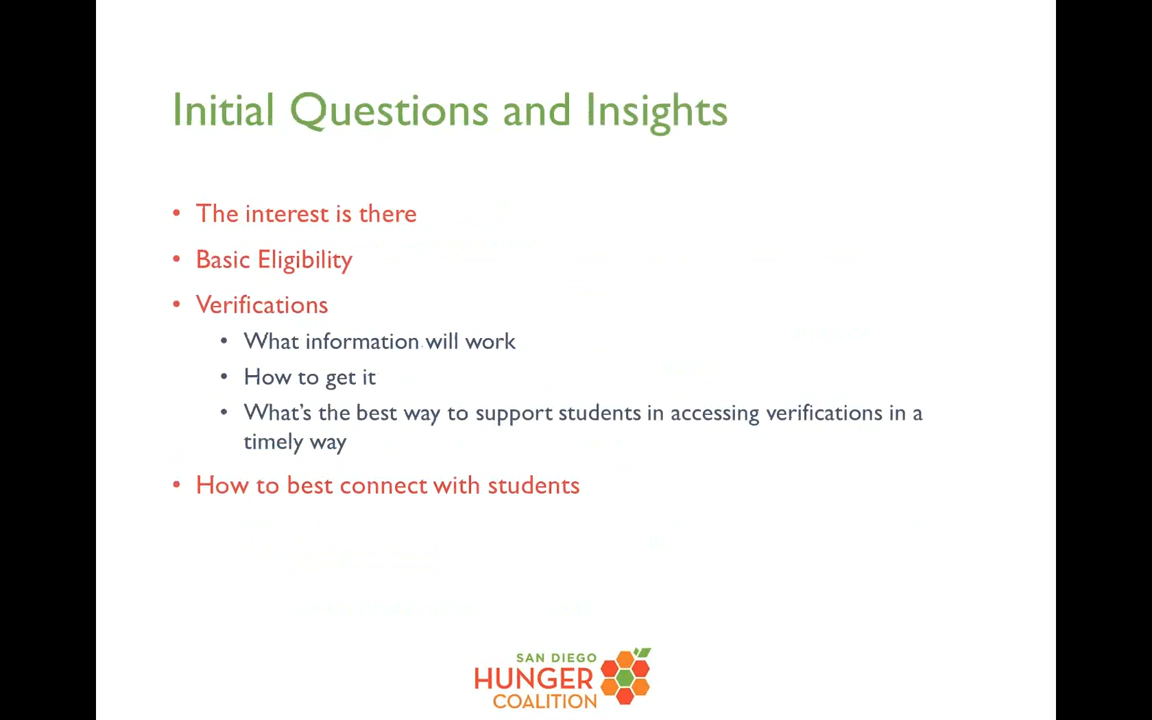 Initial Questions and Insights
• The interest is there
• Basic Eligibility
• Verifications
• What information will work
• How to get it
• What's the best way to support students in accessing verifications in a
timely way
• How to best connect with students
SAN DIEGO
HUNGER
COALITION